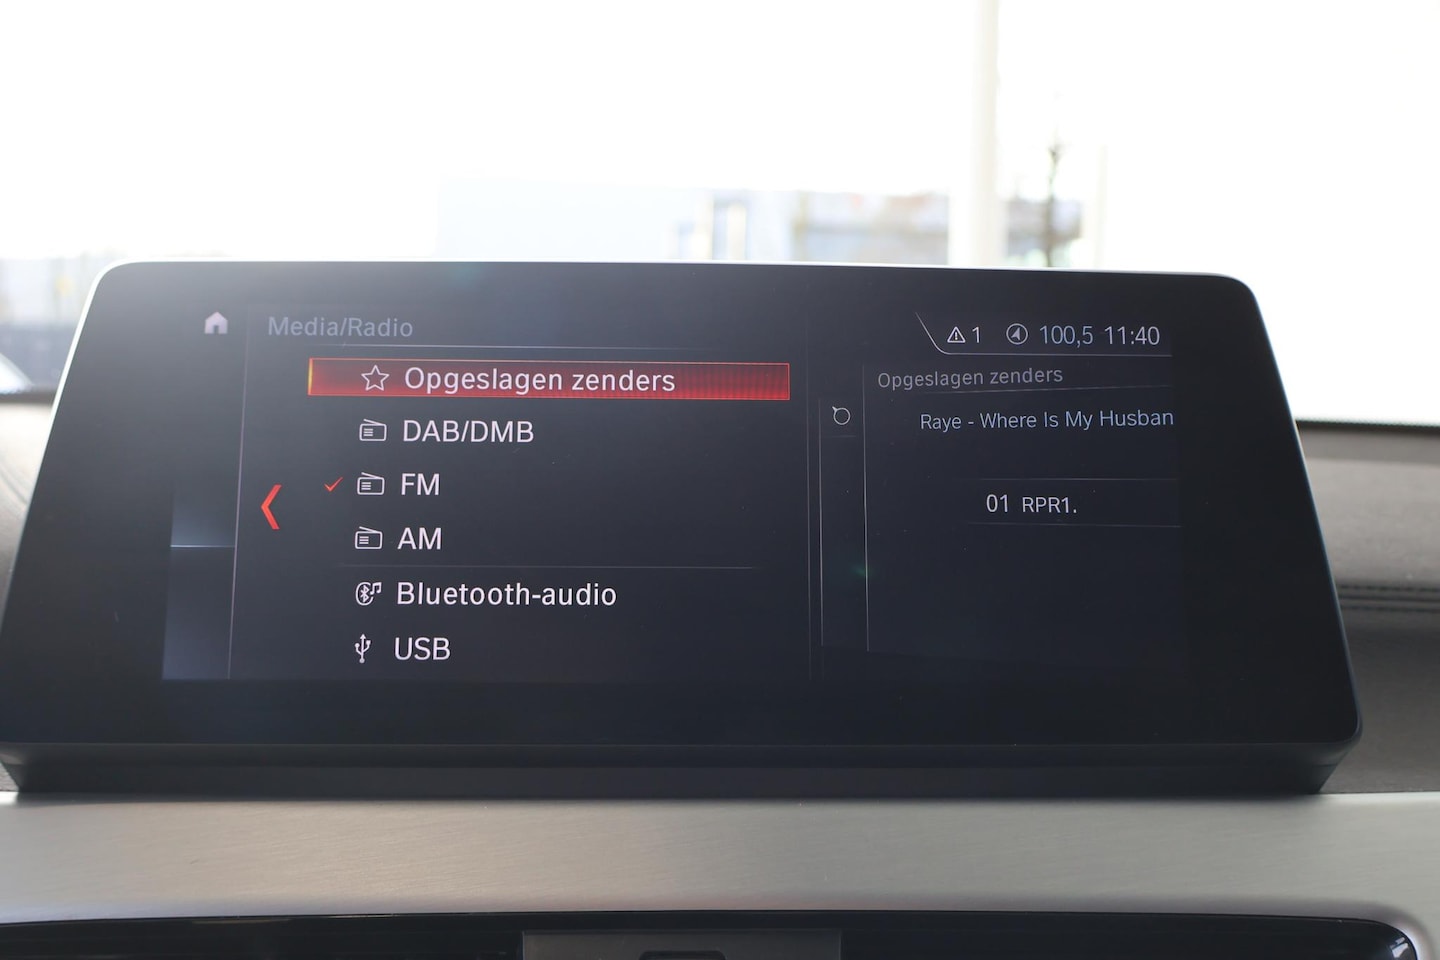 Media/Radio
1 100,5 11:40
Opgeslagen zenders
DAB/DMB
FM
AM
Bluetooth-audio
USB
Opgeslagen zenders
Raye - Where Is My Husban
01 RPR1.